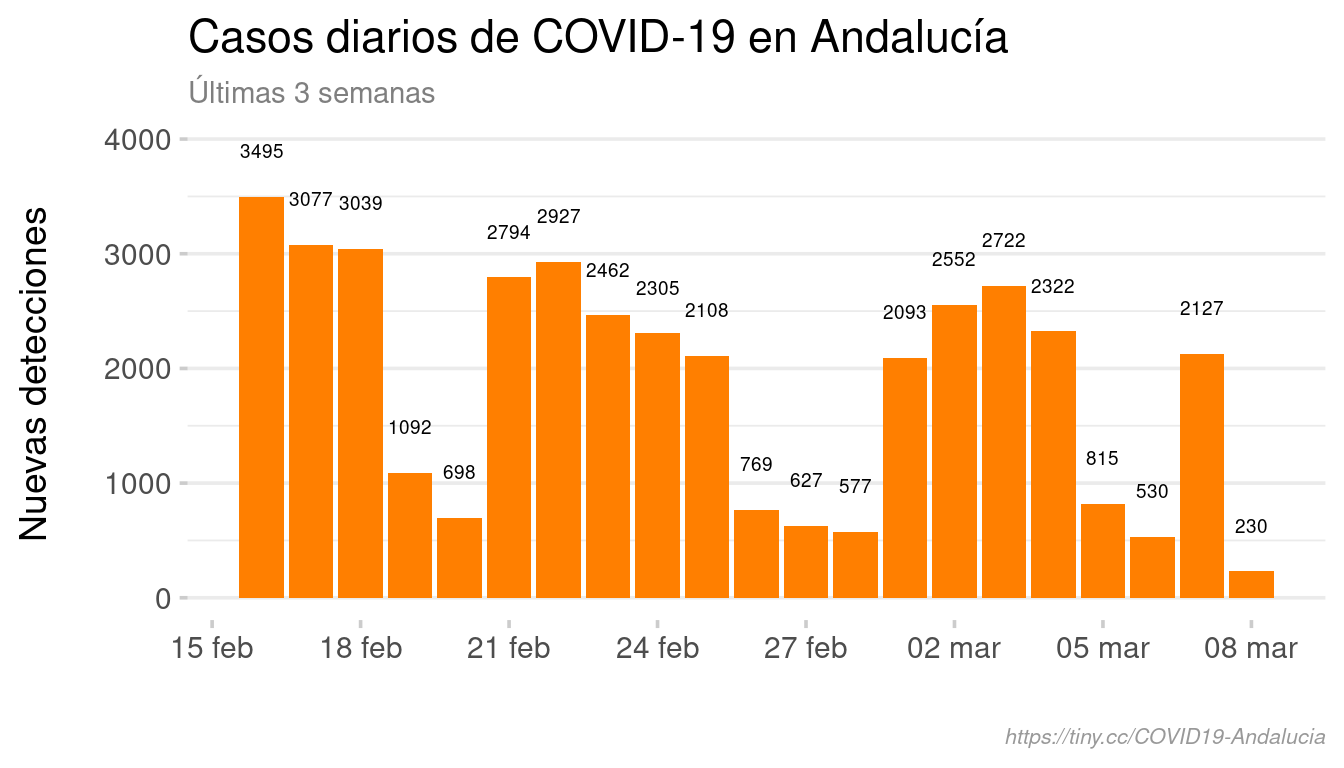 Casos diarios de COVID-19 en Andalucía
Últimas 3 semanas
Nuevas detecciones
4000
3000
2000
1000
0
3495
3077
3039
1092
698
2794
2927
2462
2305
2108
769
627
577
2093
2552
2722
2322
815
530
2127
230
15 feb
18 feb
21 feb
24 feb
27 feb
02 mar
05 mar
08 mar
https://tiny.cc/COVID19-Andalucia